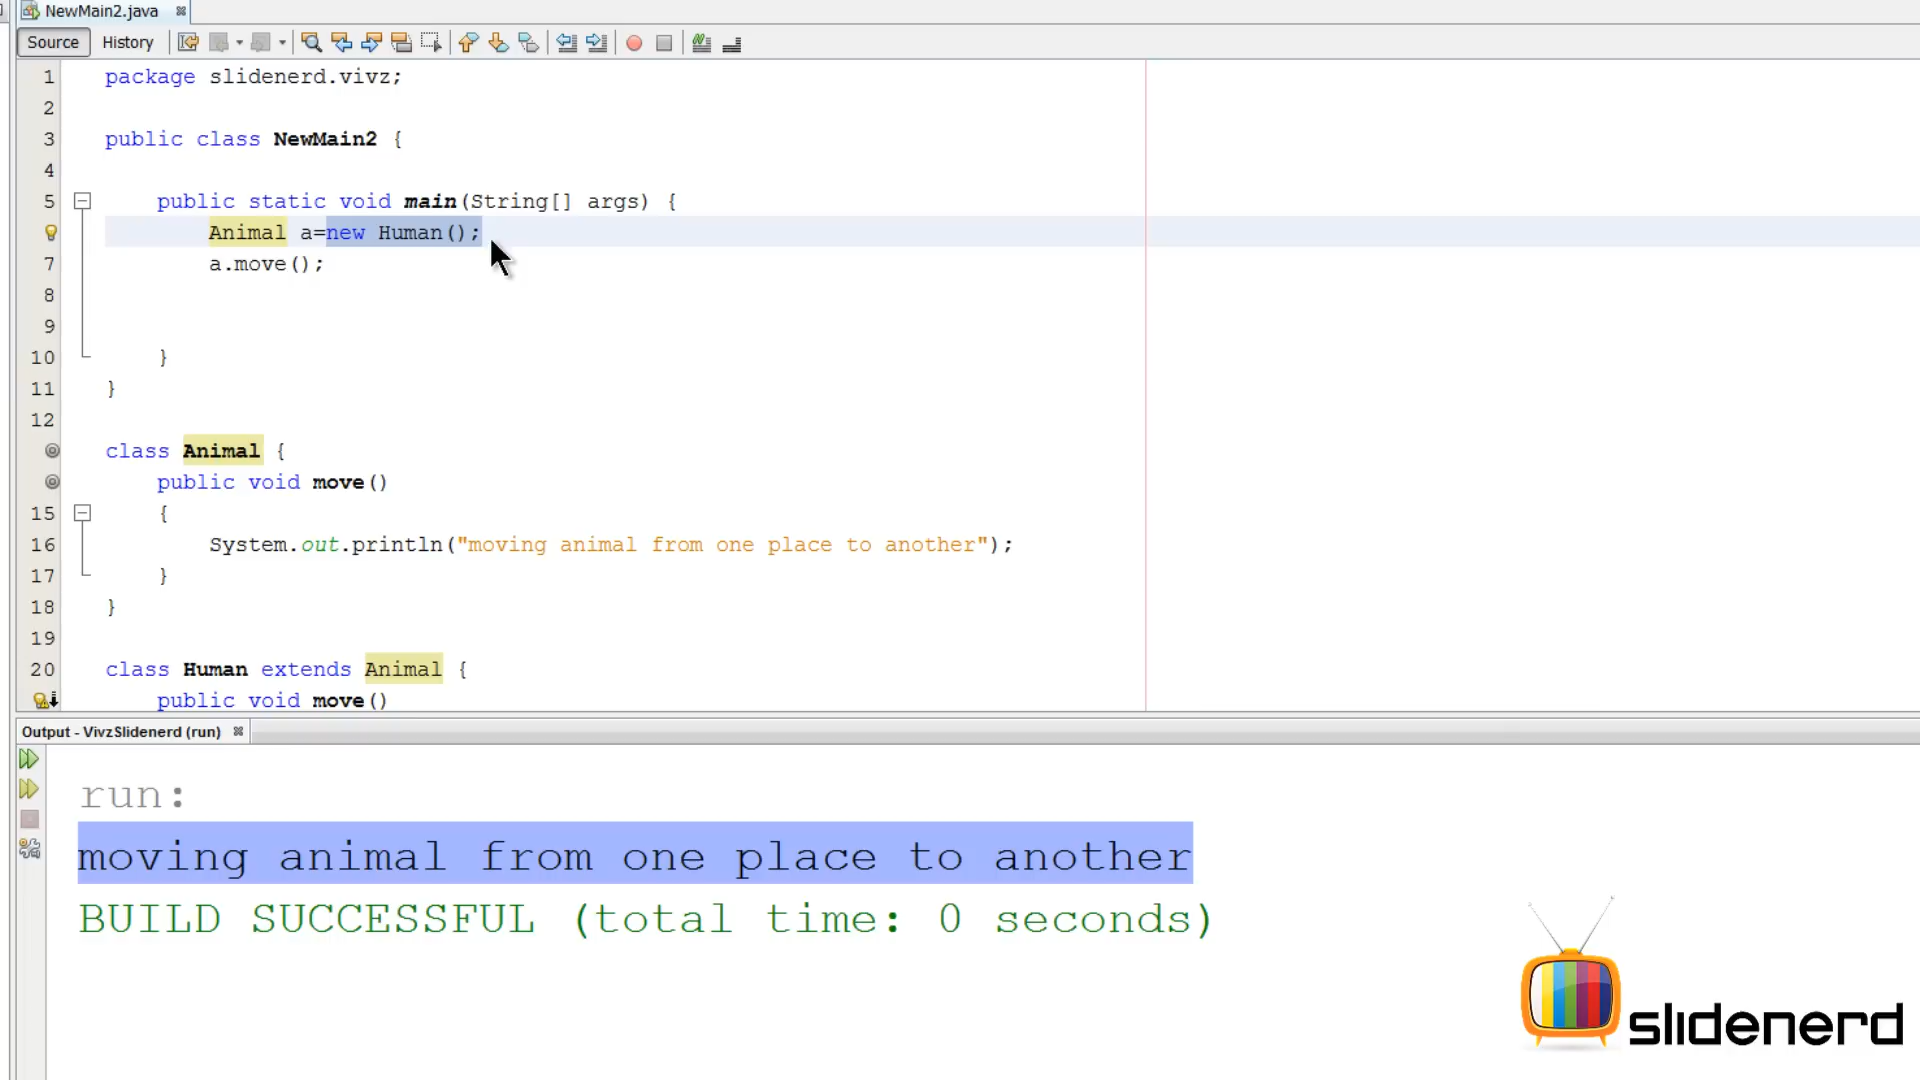 NewMain2.java
Source History
1 package slidenerd.vivz;
2
3 public class NewMain2 {
4
5 public static void main(String[] args) {
Animal a=new Human();
7 a.move();
8
9
10 }
11 }
12
class Animal {
public void move()
15 {
16 System.out.println("moving animal from one place to another");
17 }
18 }
19
20 class Human extends Animal {
public void move()
Output - VivzSlidenerd (run)
run:
moving animal from one place to another
BUILD SUCCESSFUL (total time: 0 seconds)
slidenerd